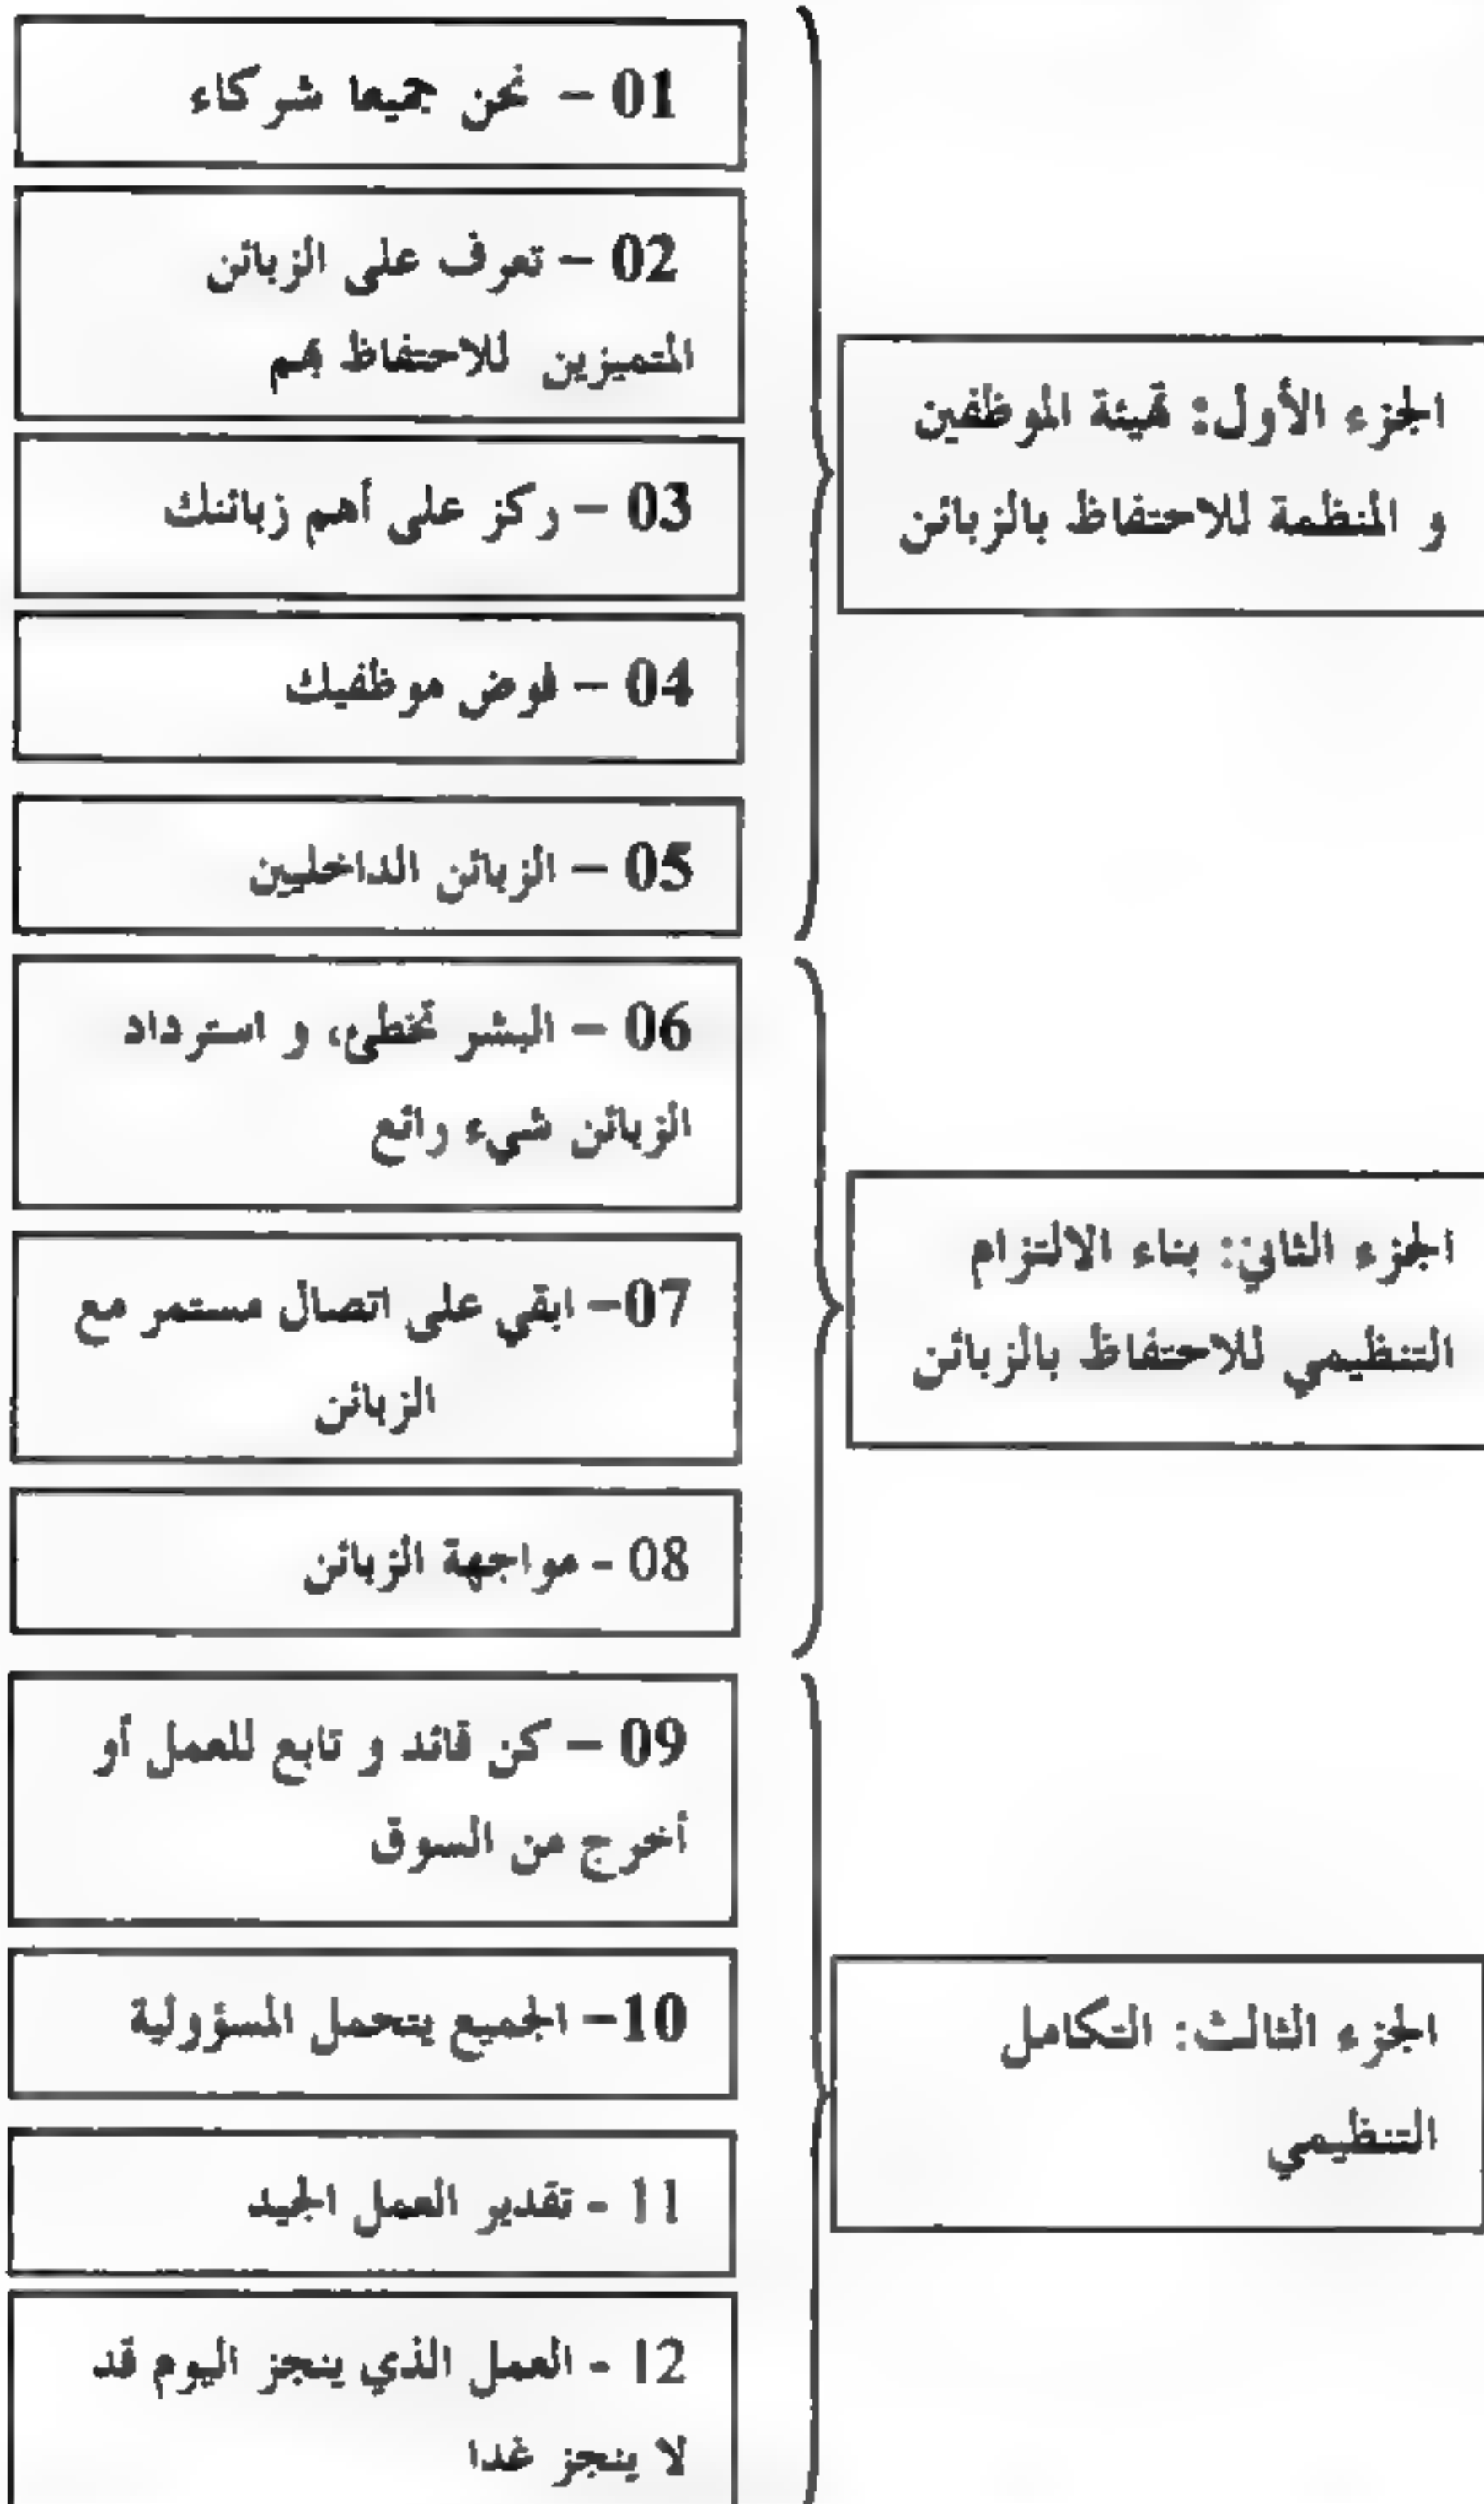 الجزء الأول: تهيئة الموظفين
و المنظمة للاحتفاظ بالزبائن
01 – نحن جميعا شركاء
02 – تعرف على الزبائن
المتميزين للاحتفاظ بهم
03 – ركز على أهم زبائنك
04 – فوض موظفيك
05 – الزبائن الداخلين
الجزء الثاني: بناء الالتزام
التنظيمي للاحتفاظ بالزبائن
06 – البشر تخطئ، و استرداد
الزبائن شيء رائع
07– ابقي على اتصال مستمر مع
الزبائن
08 - مواجهة الزبائن
الجزء الثالث: التكامل
التنظيمي
09 – كن قائد و تابع للعمل أو
أخرج من السوق
10– الجميع يتحمل المسؤولية
11 - تقدير العمل الجيد
12 - العمل الذي ينجز اليوم قد
لا ينجز غدا